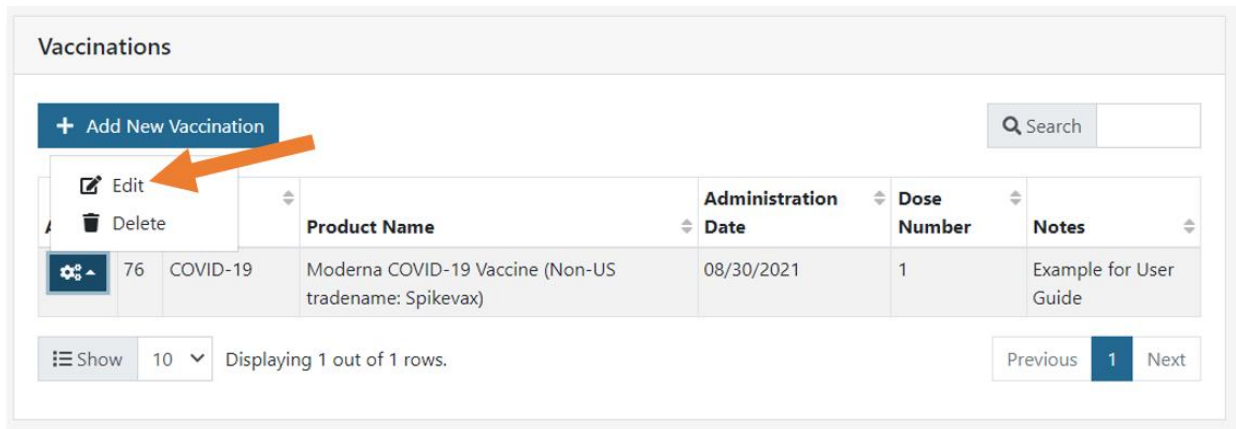 Vaccinations
+ Add New Vaccination
Search
Edit
Delete
Product Name
Administration Date
Dose Number
Notes
76 COVID-19 Moderna COVID-19 Vaccine (Non-US tradename: Spikevax) 08/30/2021 1 Example for User Guide
Show 10 Displaying 1 out of 1 rows.
Previous 1 Next